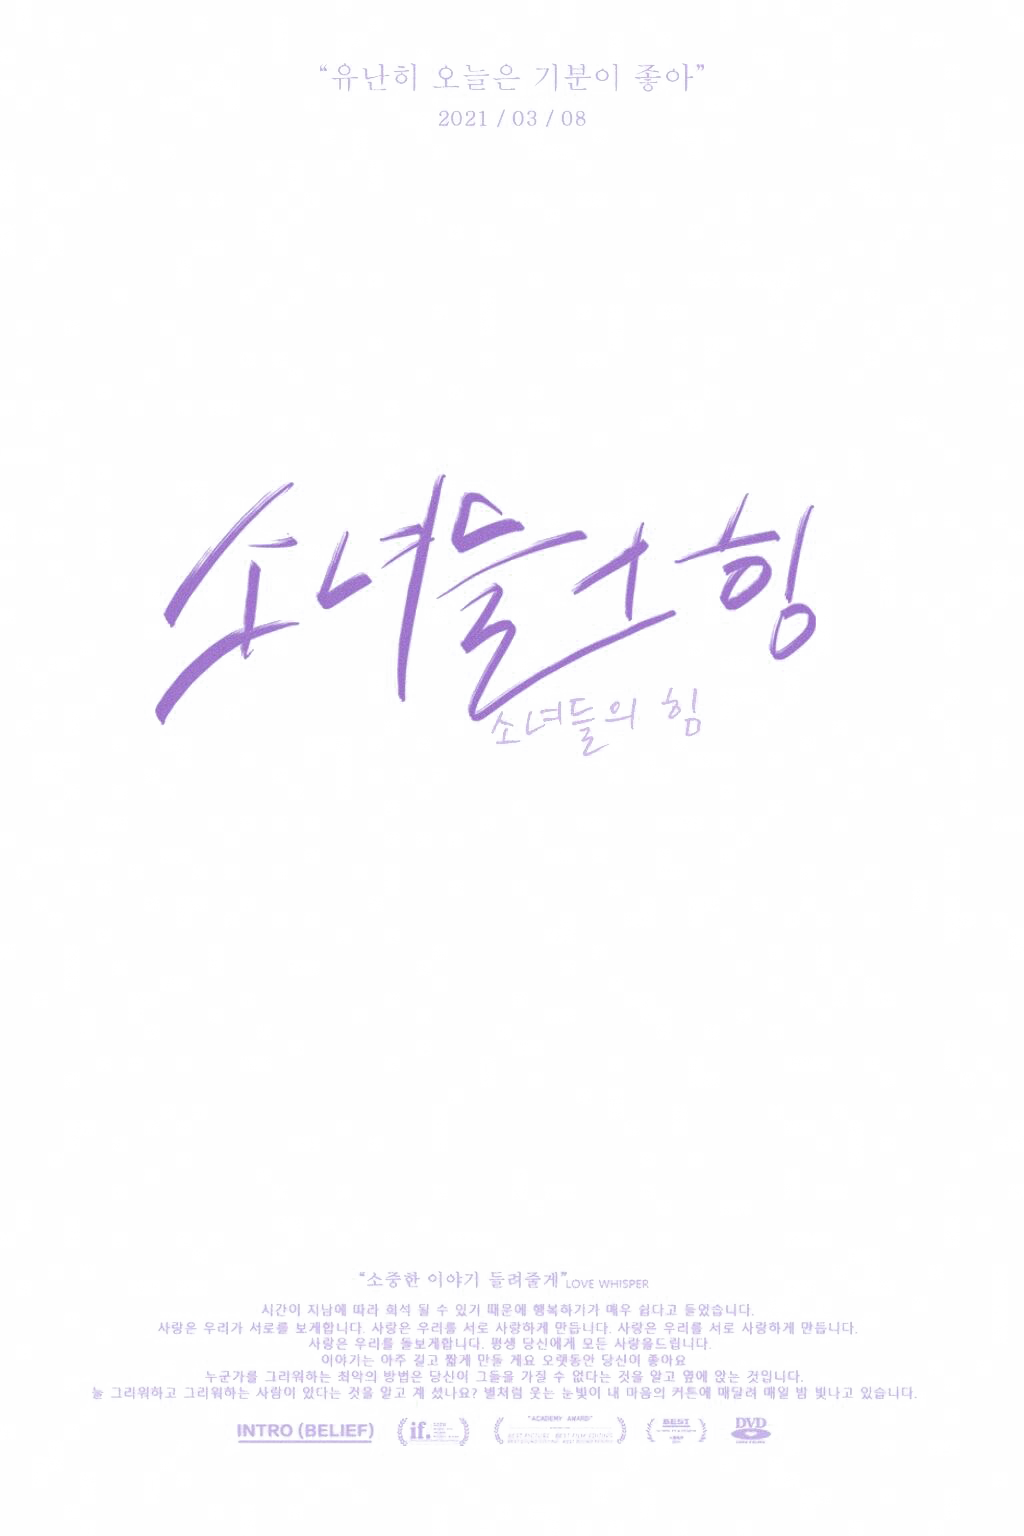 “유난히 오늘은 기분이 좋아”
2021 / 03 / 08
소녀들으힘
소녀들의 힘
“소중한 이야기 들려줄게”LOVE WHISPER
시간이 지남에 따라 희석 될 수 있기 때문에 행복하기가 매우 쉽다고 들었습니다.
사랑은 우리가 서로를 보게합니다. 사랑은 우리를 서로 사랑하게 만듭니다. 사랑은 우리를 서로 사랑하게 만듭니다.
사랑은 우리를 돌보게합니다. 평생 당신에게 모든 사랑을드립니다.
이야기는 아주 길고 짧게 만들 게요 오랫동안 당신이 좋아요
누군가를 그리워하는 최악의 방법은 당신이 그들을 가질 수 없다는 것을 알고 옆에 앉는 것입니다.
늘 그리워하고 그리워하는 사람이 있다는 것을 알고 계 셨나요? 별처럼 웃는 눈빛이 내 마음의 커튼에 매달려 매일 밤 빛나고 있습니다.
INTRO (BELIEF)
if.
"ACADEMY AWARD"
BEST PICTURE · BEST FILM EDITING
BEST
DVD